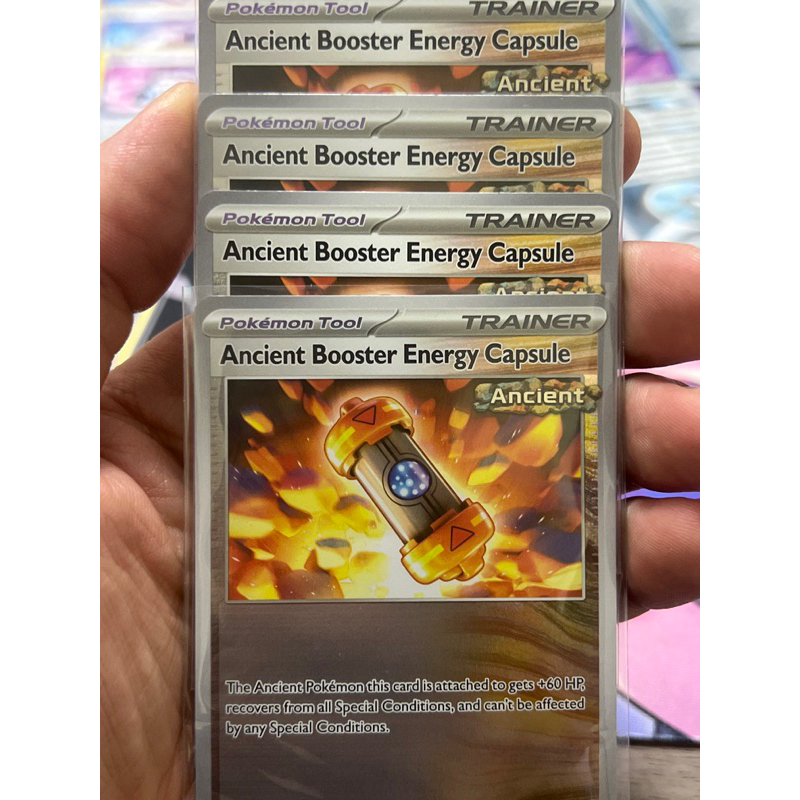 Pokémon Tool TRAINER
Ancient Booster Energy Capsule
Ancient
Pokémon Tool TRAINER
Ancient Booster Energy Capsule
Pokémon Tool TRAINER
Ancient Booster Energy Capsule
Ancient
Pokémon Tool TRAINER
Ancient Booster Energy Capsule
Ancient
The Ancient Pokémon this card is attached to gets +60 HP,
recovers from all Special Conditions, and can't be affected
by any Special Conditions.